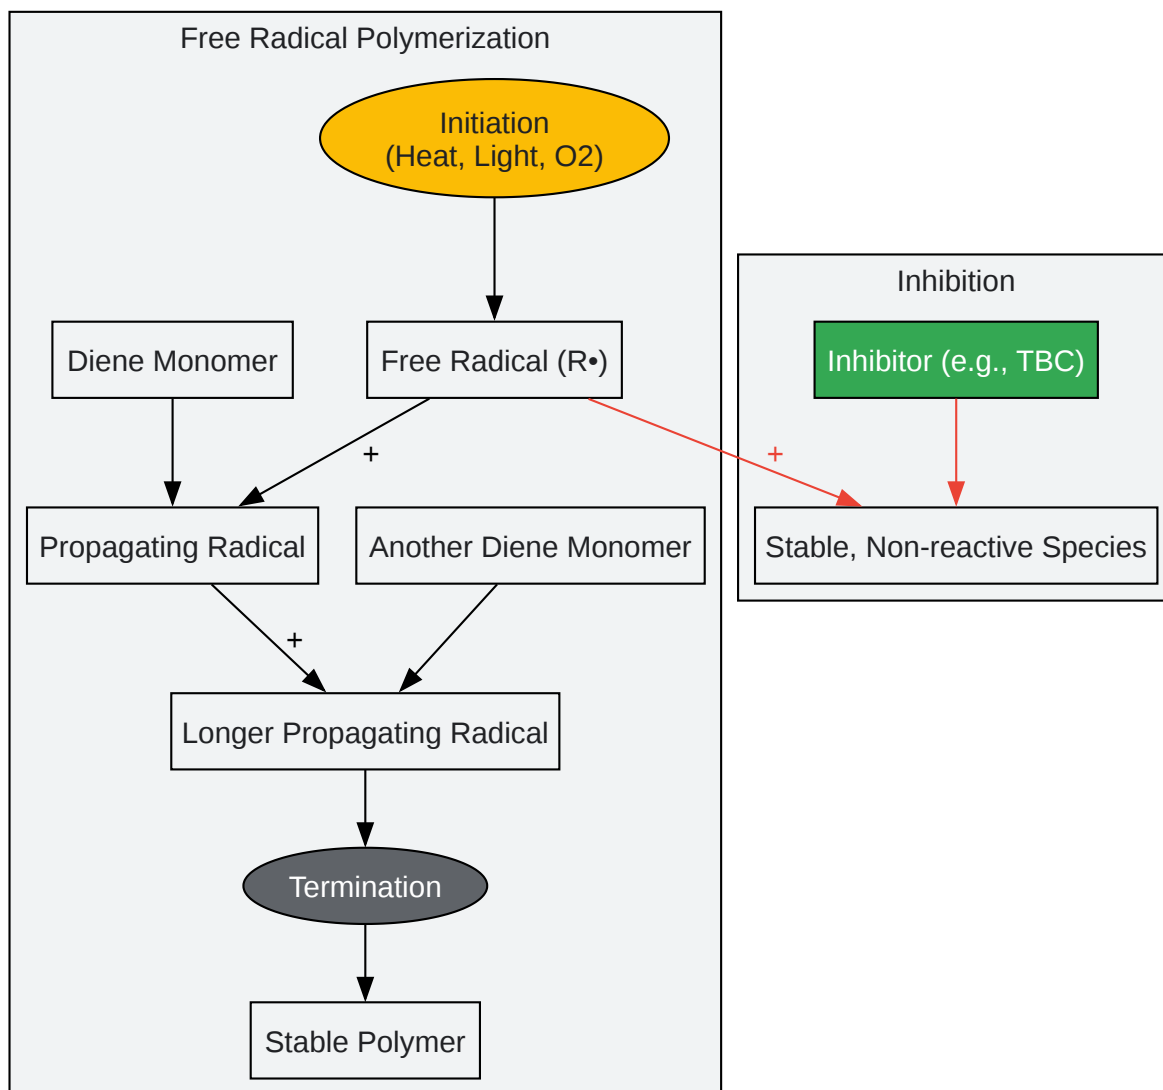 Free Radical Polymerization
Initiation
(Heat, Light, O2)
Inhibition
Diene Monomer
Free Radical (R•)
Inhibitor (e.g., TBC)
+
+
Propagating Radical
Another Diene Monomer
Stable, Non-reactive Species
+
Longer Propagating Radical
Termination
Stable Polymer